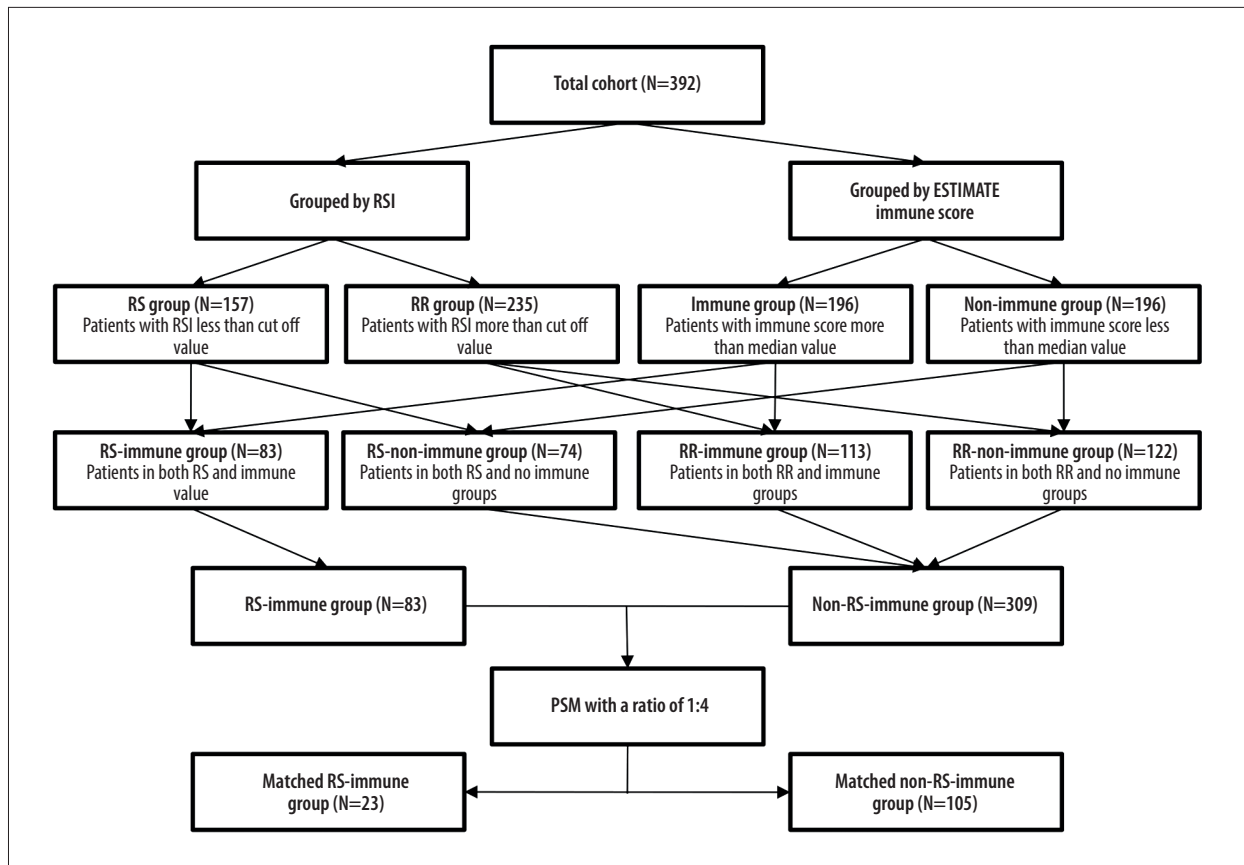 Total cohort (N=392)
Grouped by RSI
Grouped by ESTIMATE
immune score
RS group (N=157)
Patients with RSI less than cut off
value
RR group (N=235)
Patients with RSI more than cut off
value
Immune group (N=196)
Patients with immune score more
than median value
Non-immune group (N=196)
Patients with immune score less
than median value
RS-immune group (N=83)
Patients in both RS and immune
value
RS-non-immune group (N=74)
Patients in both RS and no immune
groups
RR-immune group (N=113)
Patients in both RR and immune
groups
RR-non-immune group (N=122)
Patients in both RR and no immune
groups
RS-immune group (N=83)
Non-RS-immune group (N=309)
PSM with a ratio of 1:4
Matched RS-immune
group (N=23)
Matched non-RS-immune
group (N=105)